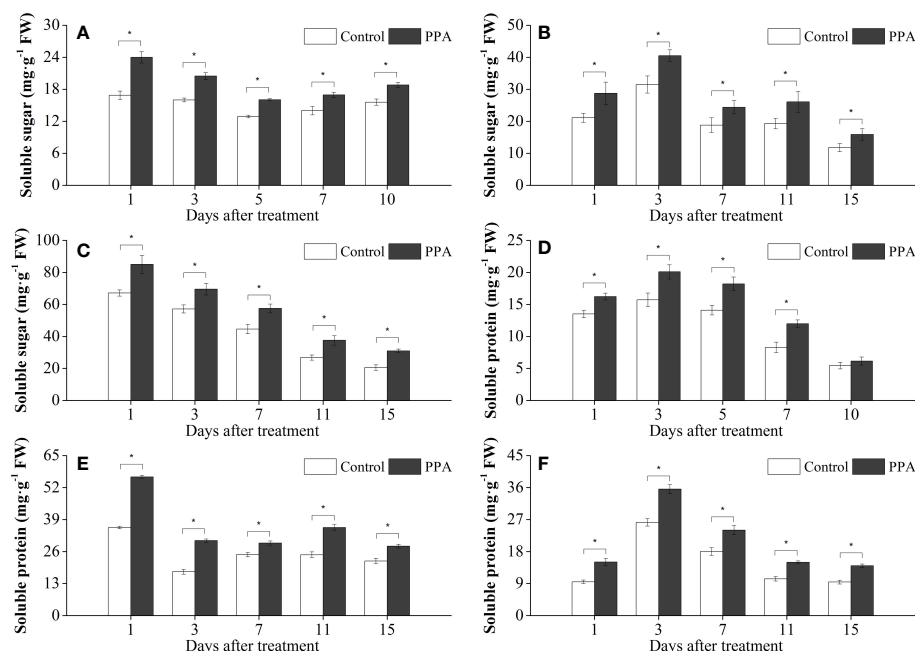 A
Control PPA
Soluble sugar (mg·g⁻¹ FW)
30
24
18
12
6
0
* * * * *
1 3 5 7 10
Days after treatment
B
Control PPA
Soluble sugar (mg·g⁻¹ FW)
50
40
30
20
10
0
* * * * *
1 3 7 11 15
Days after treatment
C
Control PPA
Soluble sugar (mg·g⁻¹ FW)
100
80
60
40
20
0
* * * * *
1 3 7 11 15
Days after treatment
D
Control PPA
Soluble protein (mg·g⁻¹ FW)
25
20
15
10
5
0
* * * *
1 3 5 7 10
Days after treatment
E
Control PPA
Soluble protein (mg·g⁻¹ FW)
65
52
39
26
13
0
* * * * *
1 3 7 11 15
Days after treatment
F
Control PPA
Soluble protein (mg·g⁻¹ FW)
45
36
27
18
9
0
* * * * *
1 3 7 11 15
Days after treatment